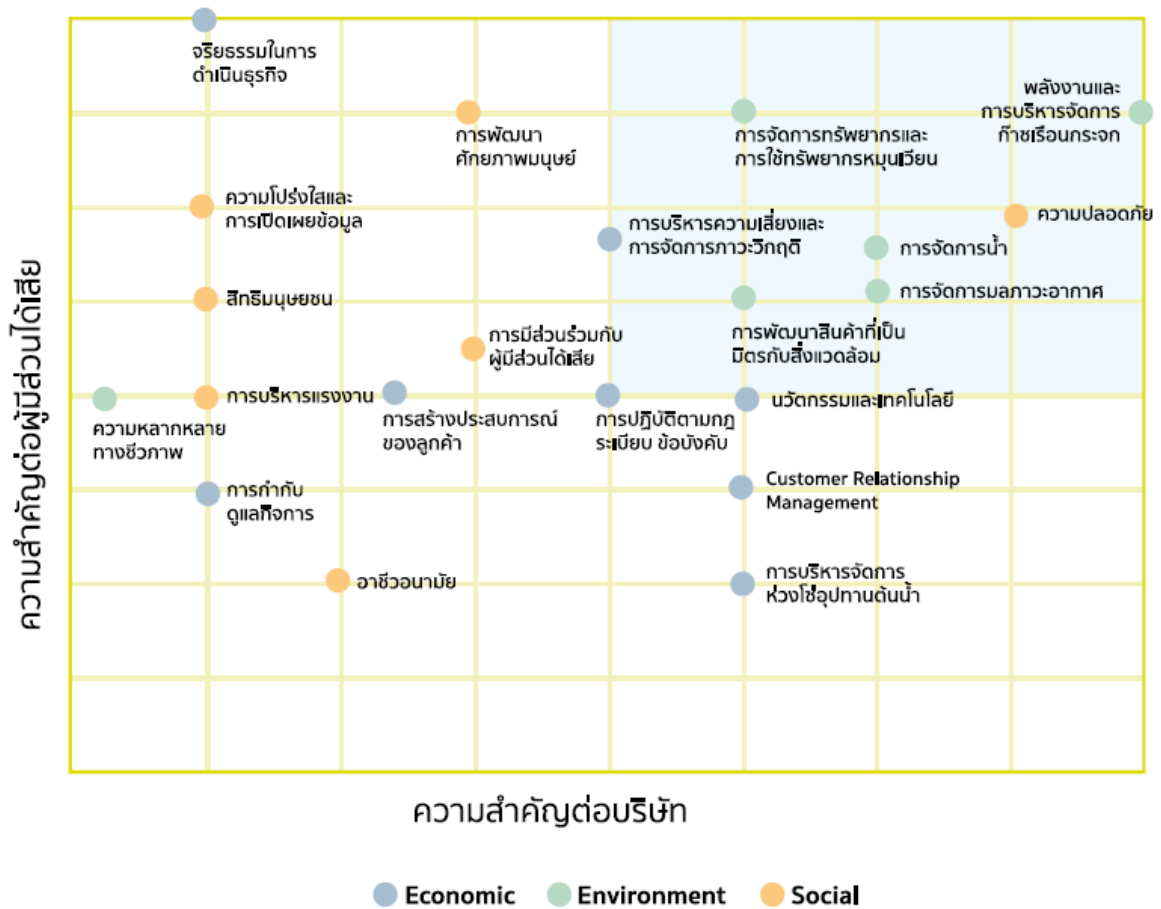 จริยธรรมในการ
ดำเนินธุรกิจ
พลังงานและ
การบริหารจัดการ
ก๊าซเรือนกระจก
การพัฒนา
ศักยภาพมนุษย์
การจัดการทรัพยากรและ
การใช้ทรัพยากรหมุนเวียน
ความโปร่งใสและ
การเปิดเผยข้อมูล
การบริหารความเสี่ยงและ
การจัดการภาวะวิกฤติ
ความปลอดภัย
การจัดการน้ำ
สิทธิมนุษยชน
การจัดการมลภาวะอากาศ
การมีส่วนร่วมกับ
ผู้มีส่วนได้เสีย
การพัฒนาสินค้าที่เป็น
มิตรกับสิ่งแวดล้อม
ความหลากหลาย
ทางชีวภาพ
การบริหารแรงงาน
การสร้างประสบการณ์
ของลูกค้า
การปฏิบัติตามกฎ
ระเบียบ ข้อบังคับ
นวัตกรรมและเทคโนโลยี
การกำกับ
ดูแลกิจการ
Customer Relationship
Management
อาชีวอนามัย
การบริหารจัดการ
ห่วงโซ่อุปทานต้นน้ำ
ความสำคัญต่อผู้มีส่วนได้เสีย
ความสำคัญต่อบริษัท
Economic
Environment
Social